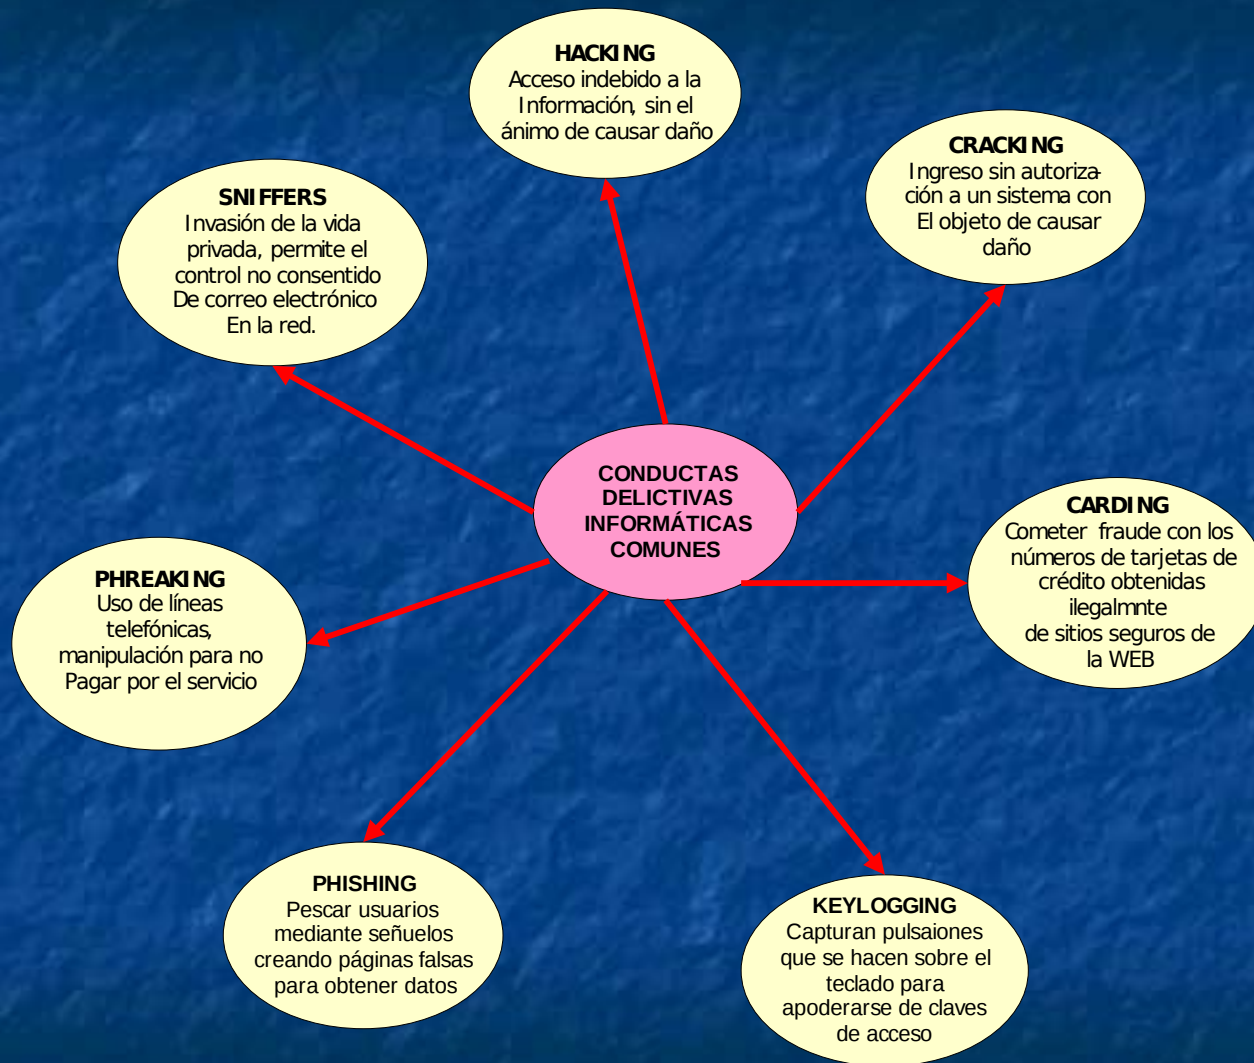 HACKING
Acceso indebido a la
Información, sin el
ánimo de causar daño
CRACKING
Ingreso sin autoriza-
ción a un sistema con
El objeto de causar
daño
SNIFFERS
Invasión de la vida
privada, permite el
control no consentido
De correo electrónico
En la red.
CONDUCTAS
DELICTIVAS
INFORMÁTICAS
COMUNES
CARDING
Cometer fraude con los
números de tarjetas de
crédito obtenidas
ilegalmnte
de sitios seguros de
la WEB
PHREAKING
Uso de líneas
telefónicas,
manipulación para no
Pagar por el servicio
PHISHING
Pescar usuarios
mediante señuelos
creando páginas falsas
para obtener datos
KEYLOGGING
Capturan pulsaiones
que se hacen sobre el
teclado para
apoderarse de claves
de acceso